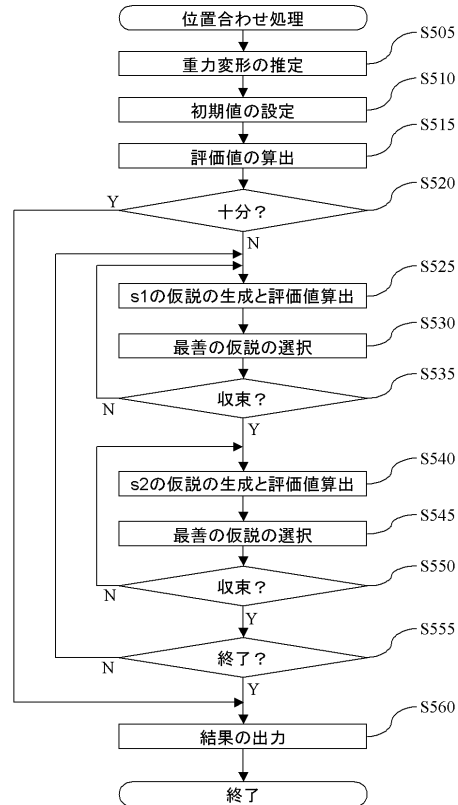 位置合わせ処理
S505
重力変形の推定
S510
初期値の設定
S515
評価値の算出
S520
Y
十分？
N
S525
s1の仮説の生成と評価値算出
S530
最善の仮説の選択
S535
収束？
N
Y
S540
s2の仮説の生成と評価値算出
S545
最善の仮説の選択
S550
収束？
N
Y
S555
終了？
N
Y
S560
結果の出力
終了